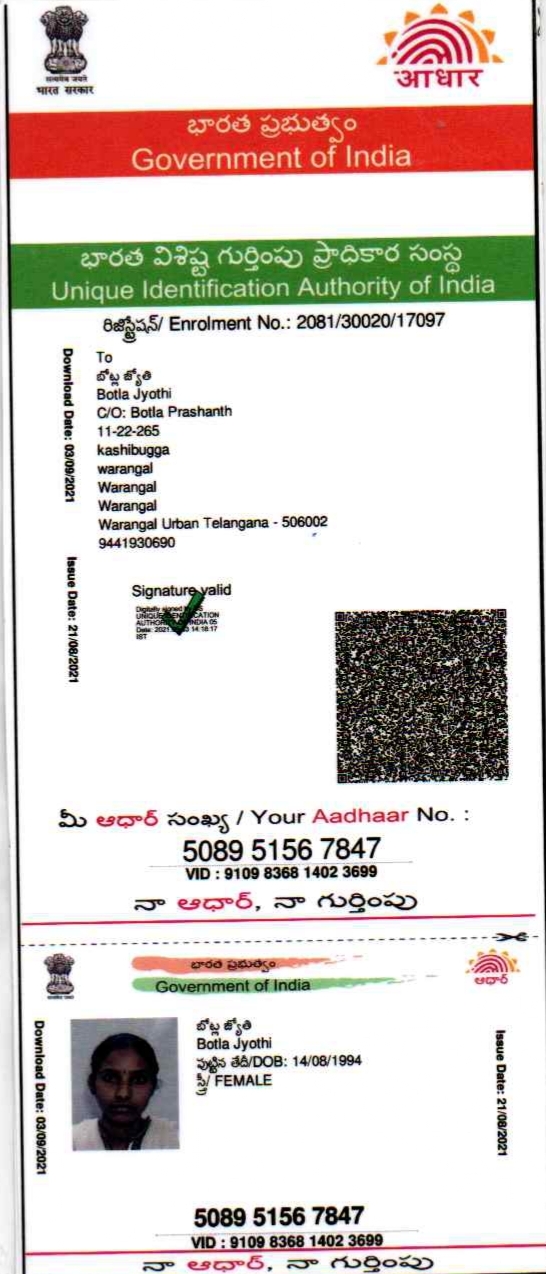 सत्यमेव जयते
भारत सरकार
आधार
భారత ప్రభుత్వం
Government of India
భారత విశిష్ట గుర్తింపు ప్రాధికార సంస్థ
Unique Identification Authority of India
రిజిస్ట్రేషన్/ Enrolment No.: 2081/30020/17097
Download Date: 03/09/2021
To
బోట్ల జ్యోతి
Botla Jyothi
C/O: Botla Prashanth
11-22-265
kashibugga
warangal
Warangal
Warangal
Warangal Urban Telangana - 506002
9441930690
Issue Date: 21/08/2021
Signature valid
Digitally signed by
UNIQUE
AUTHORITY INDIA 05
Date: 14:18:17
IST
మీ ఆధార్ సంఖ్య / Your Aadhaar No. :
5089 5156 7847
VID : 9109 8368 1402 3699
నా ఆధార్, నా గుర్తింపు
భారత ప్రభుత్వం
Government of India
ఆధార్
Download Date: 03/09/2021
బోట్ల జ్యోతి
Botla Jyothi
పుట్టిన తేదీ/DOB: 14/08/1994
స్త్రీ/ FEMALE
Issue Date: 21/08/2021
5089 5156 7847
VID : 9109 8368 1402 3699
నా ఆధార్, నా గుర్తింపు